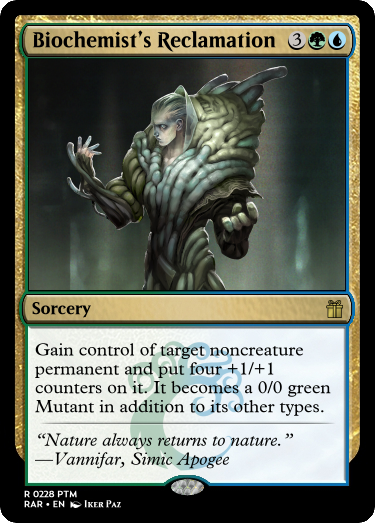 Biochemist's Reclamation 3
Sorcery
Gain control of target noncreature
permanent and put four +1/+1
counters on it. It becomes a 0/0 green
Mutant in addition to its other types.
“Nature always returns to nature.”
—Vannifar, Simic Apogee
R 0228 PTM
RAR • EN Iker Paz